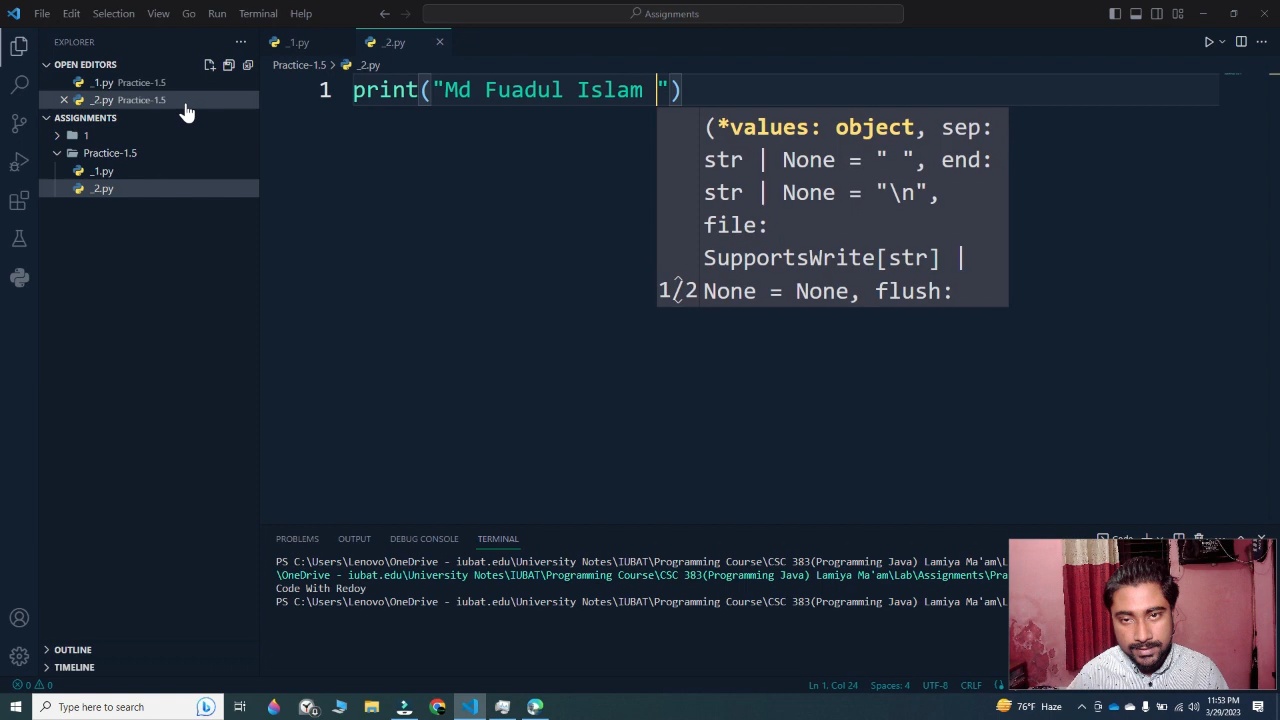 File Edit Selection View Go Run Terminal Help
Assignments
EXPLORER
_1.py
_2.py
OPEN EDITORS
Practice-1.5 > _2.py
_1.py Practice-1.5
_2.py Practice-1.5
1 print("Md Fuadul Islam ")
ASSIGNMENTS
1
Practice-1.5
_1.py
_2.py
(*values: object, sep:
str | None = " ", end:
str | None = "\n",
file:
SupportsWrite[str] |
1/2 None = None, flush:
PROBLEMS OUTPUT DEBUG CONSOLE TERMINAL
Code
PS C:\Users\Lenovo\OneDrive - iubat.edu\University Notes\IUBAT\Programming Course\CSC 383(Programming Java) Lamiya Ma'am\L
\OneDrive - iubat.edu\University Notes\IUBAT\Programming Course\CSC 383(Programming Java) Lamiya Ma'am\Lab\Assignments\Pra
Code With Redoy
PS C:\Users\Lenovo\OneDrive - iubat.edu\University Notes\IUBAT\Programming Course\CSC 383(Programming Java) Lamiya Ma'am\L
OUTLINE
TIMELINE
0 0
Ln 1, Col 24 Spaces: 4 UTF-8 CRLF
Type here to search
76°F Haze
11:53 PM
3/29/2023